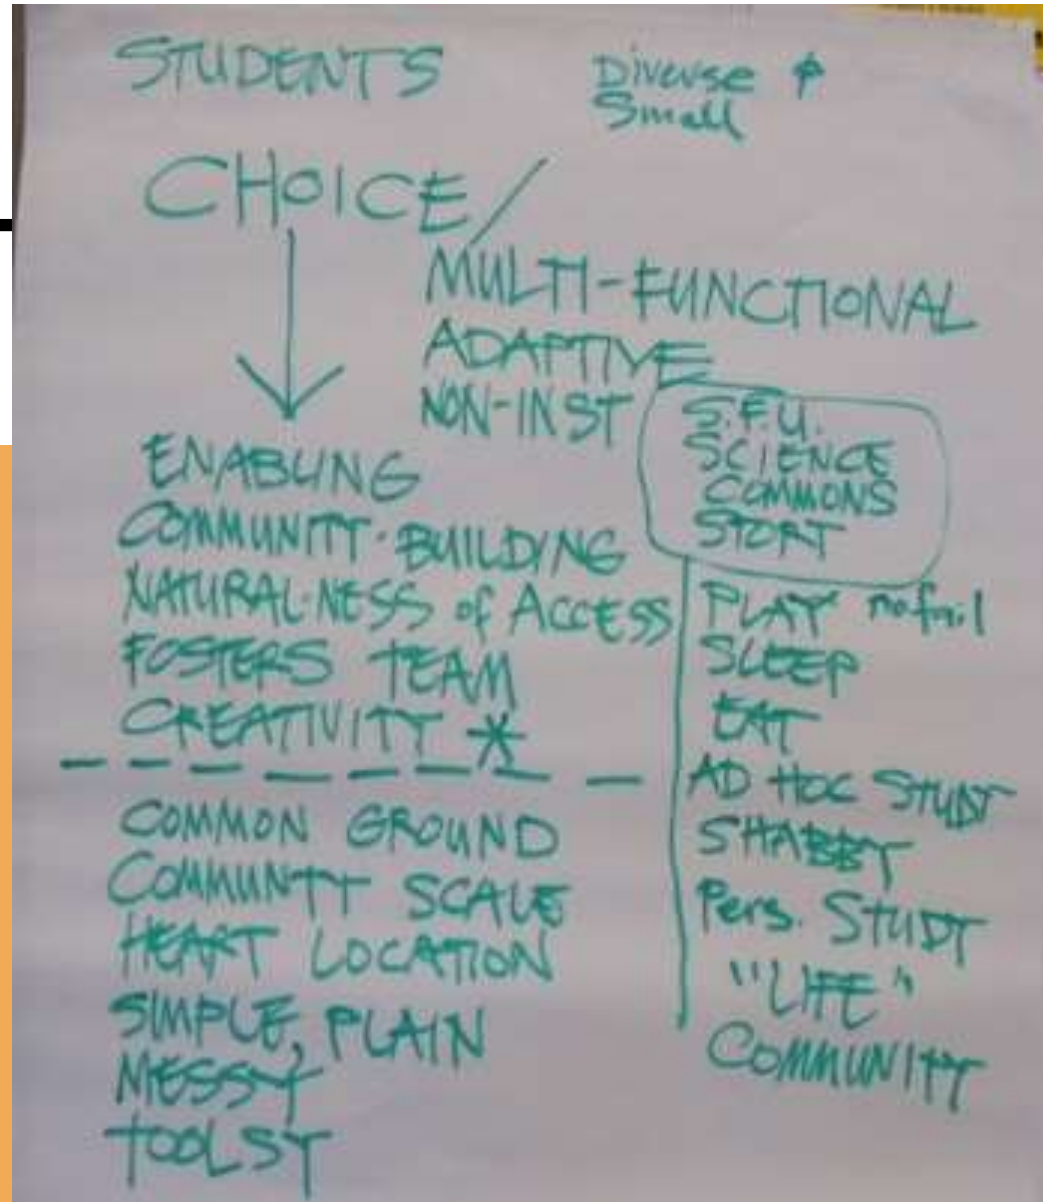 STUDENTS
Diverse &
Small
CHOICE /
MULTI-FUNCTIONAL
ADAPTIVE
NON-INST
ENABLING
COMMUNITY-BUILDING
NATURAL-NESS of ACCESS
FOSTERS TEAM
CREATIVITY *
COMMON GROUND
COMMUNITY SCALE
HEART LOCATION
SIMPLE, PLAIN
MESSY
TOOLSY
S.F.U.
SCIENCE
COMMONS
STORY
PLAY no fail
SLEEP
EAT
AD HOC STUDY
SHABBY
Pers. STUDY
"LIFE"
COMMUNITY